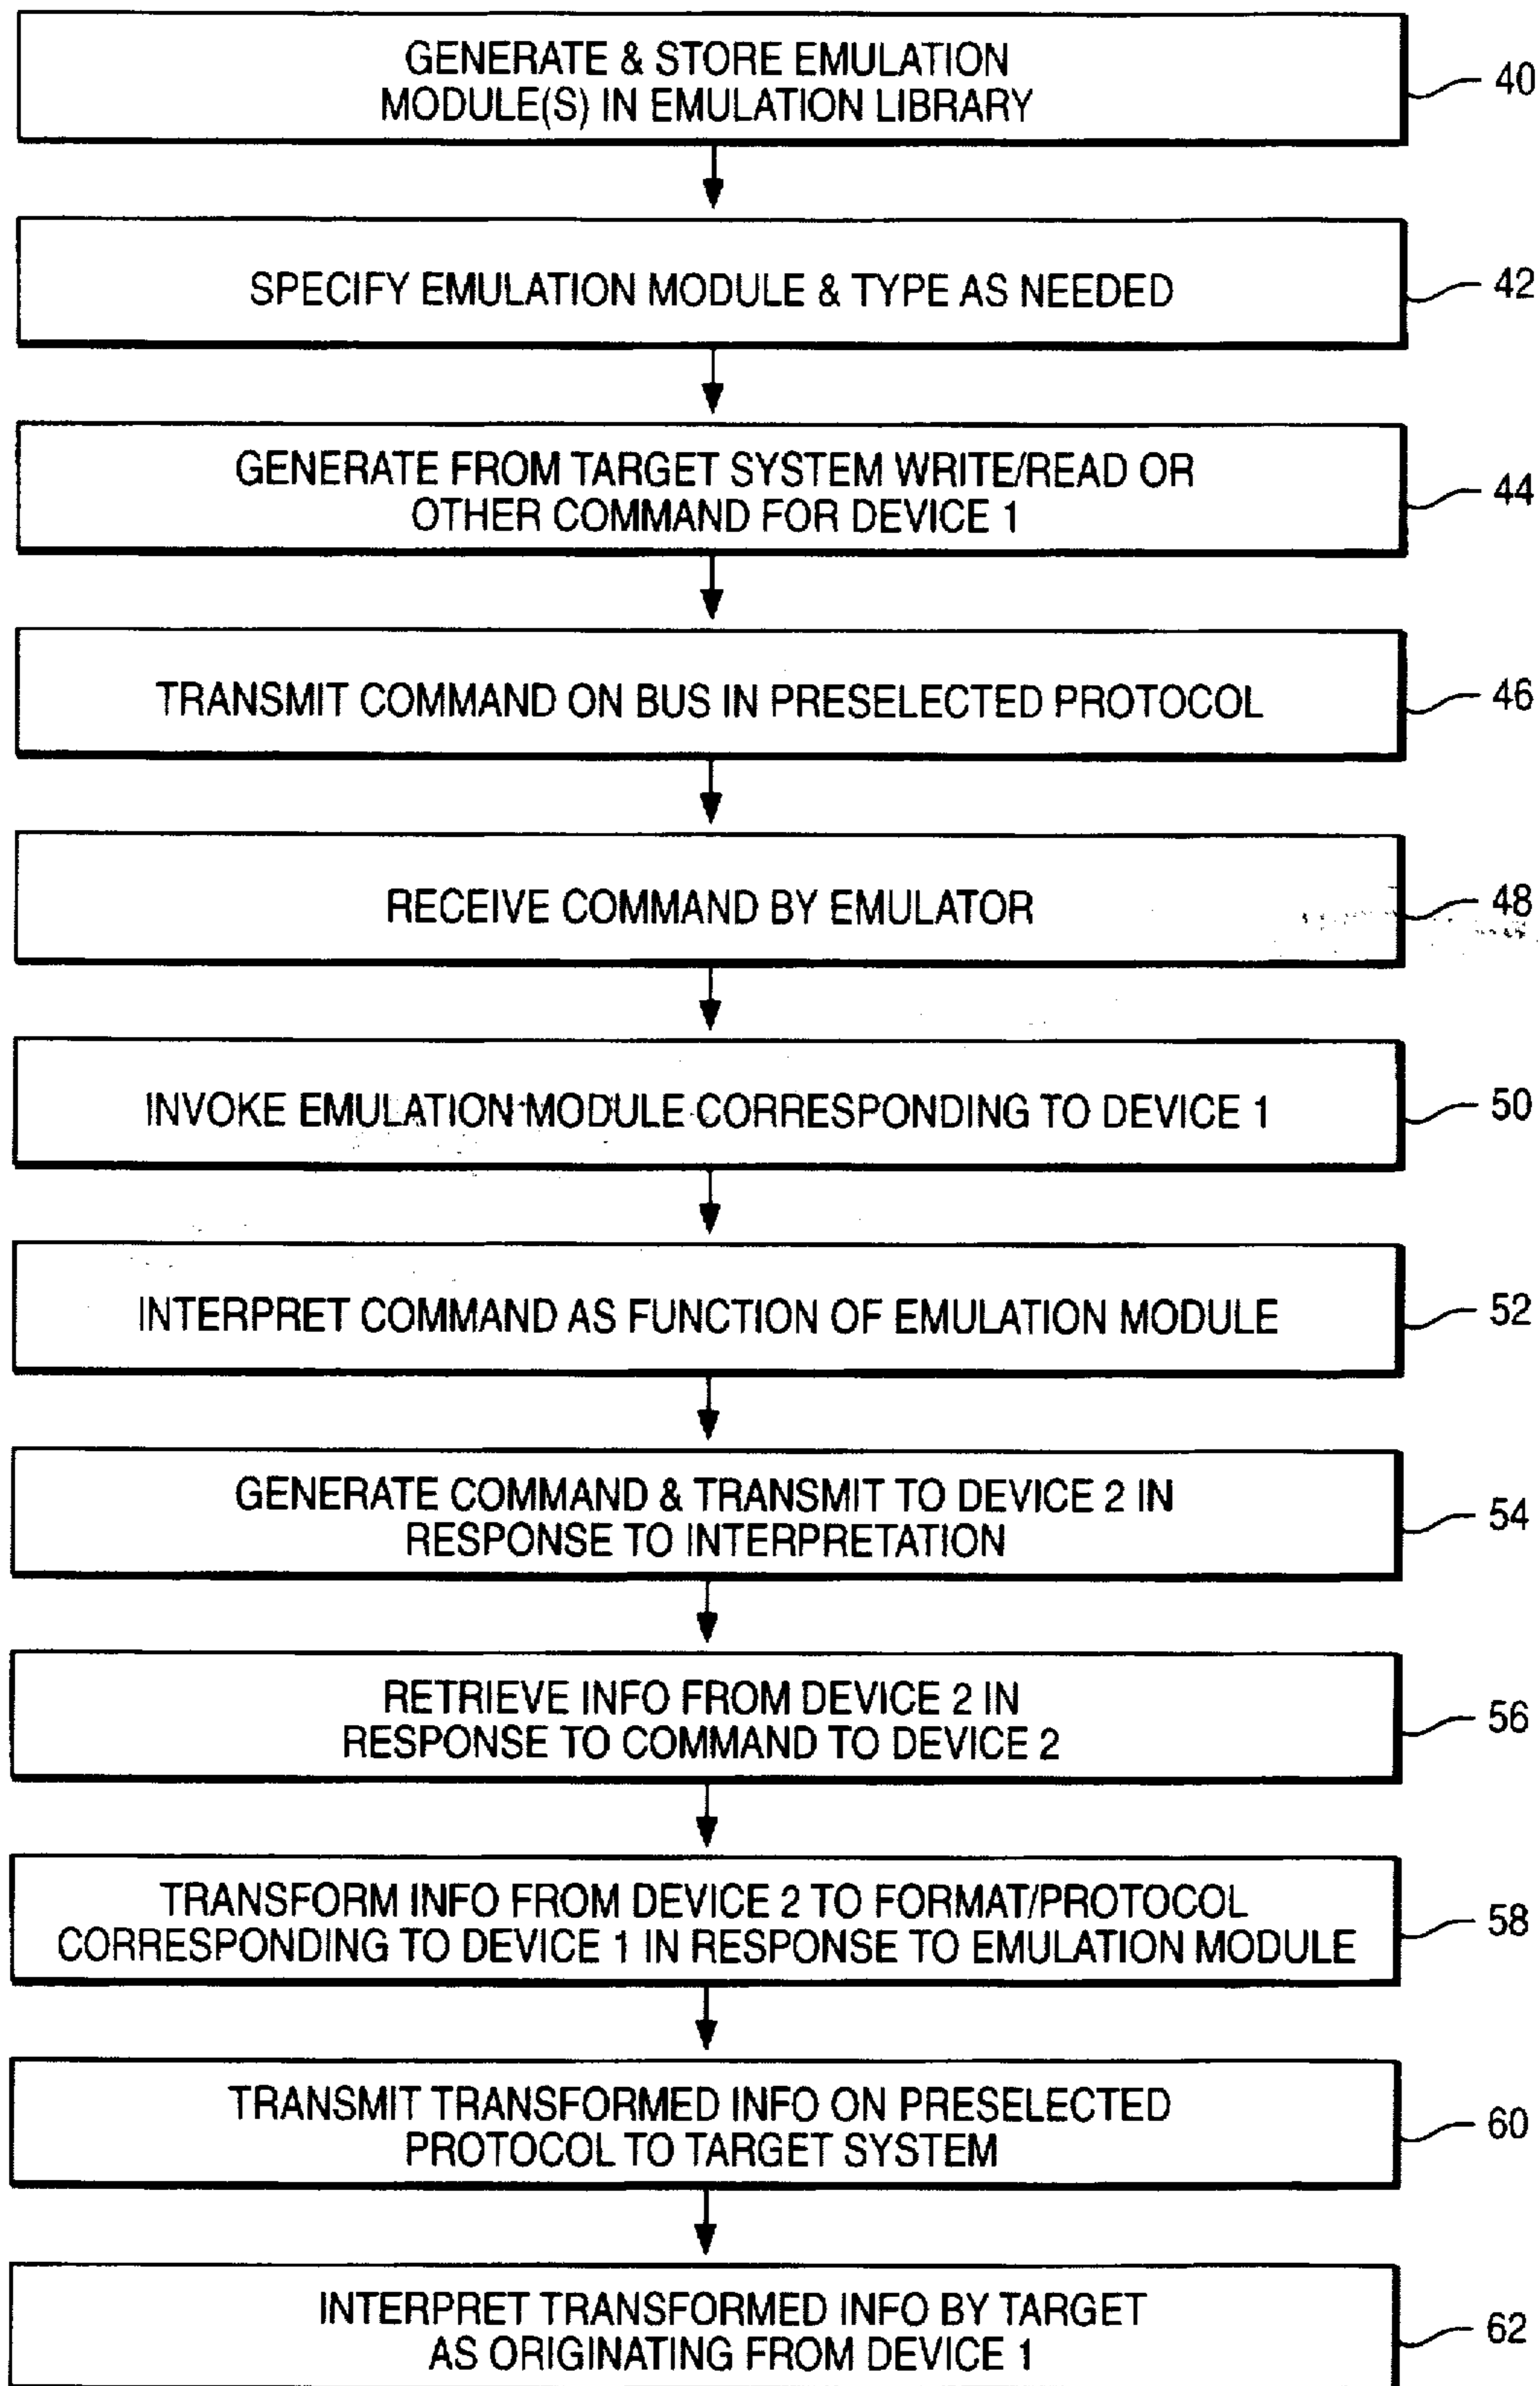 GENERATE & STORE EMULATION
MODULE(S) IN EMULATION LIBRARY
40
SPECIFY EMULATION MODULE & TYPE AS NEEDED
42
GENERATE FROM TARGET SYSTEM WRITE/READ OR
OTHER COMMAND FOR DEVICE 1
44
TRANSMIT COMMAND ON BUS IN PRESELECTED PROTOCOL
46
RECEIVE COMMAND BY EMULATOR
48
INVOKE EMULATION MODULE CORRESPONDING TO DEVICE 1
50
INTERPRET COMMAND AS FUNCTION OF EMULATION MODULE
52
GENERATE COMMAND & TRANSMIT TO DEVICE 2 IN
RESPONSE TO INTERPRETATION
54
RETRIEVE INFO FROM DEVICE 2 IN
RESPONSE TO COMMAND TO DEVICE 2
56
TRANSFORM INFO FROM DEVICE 2 TO FORMAT/PROTOCOL
CORRESPONDING TO DEVICE 1 IN RESPONSE TO EMULATION MODULE
58
TRANSMIT TRANSFORMED INFO ON PRESELECTED
PROTOCOL TO TARGET SYSTEM
60
INTERPRET TRANSFORMED INFO BY TARGET
AS ORIGINATING FROM DEVICE 1
62